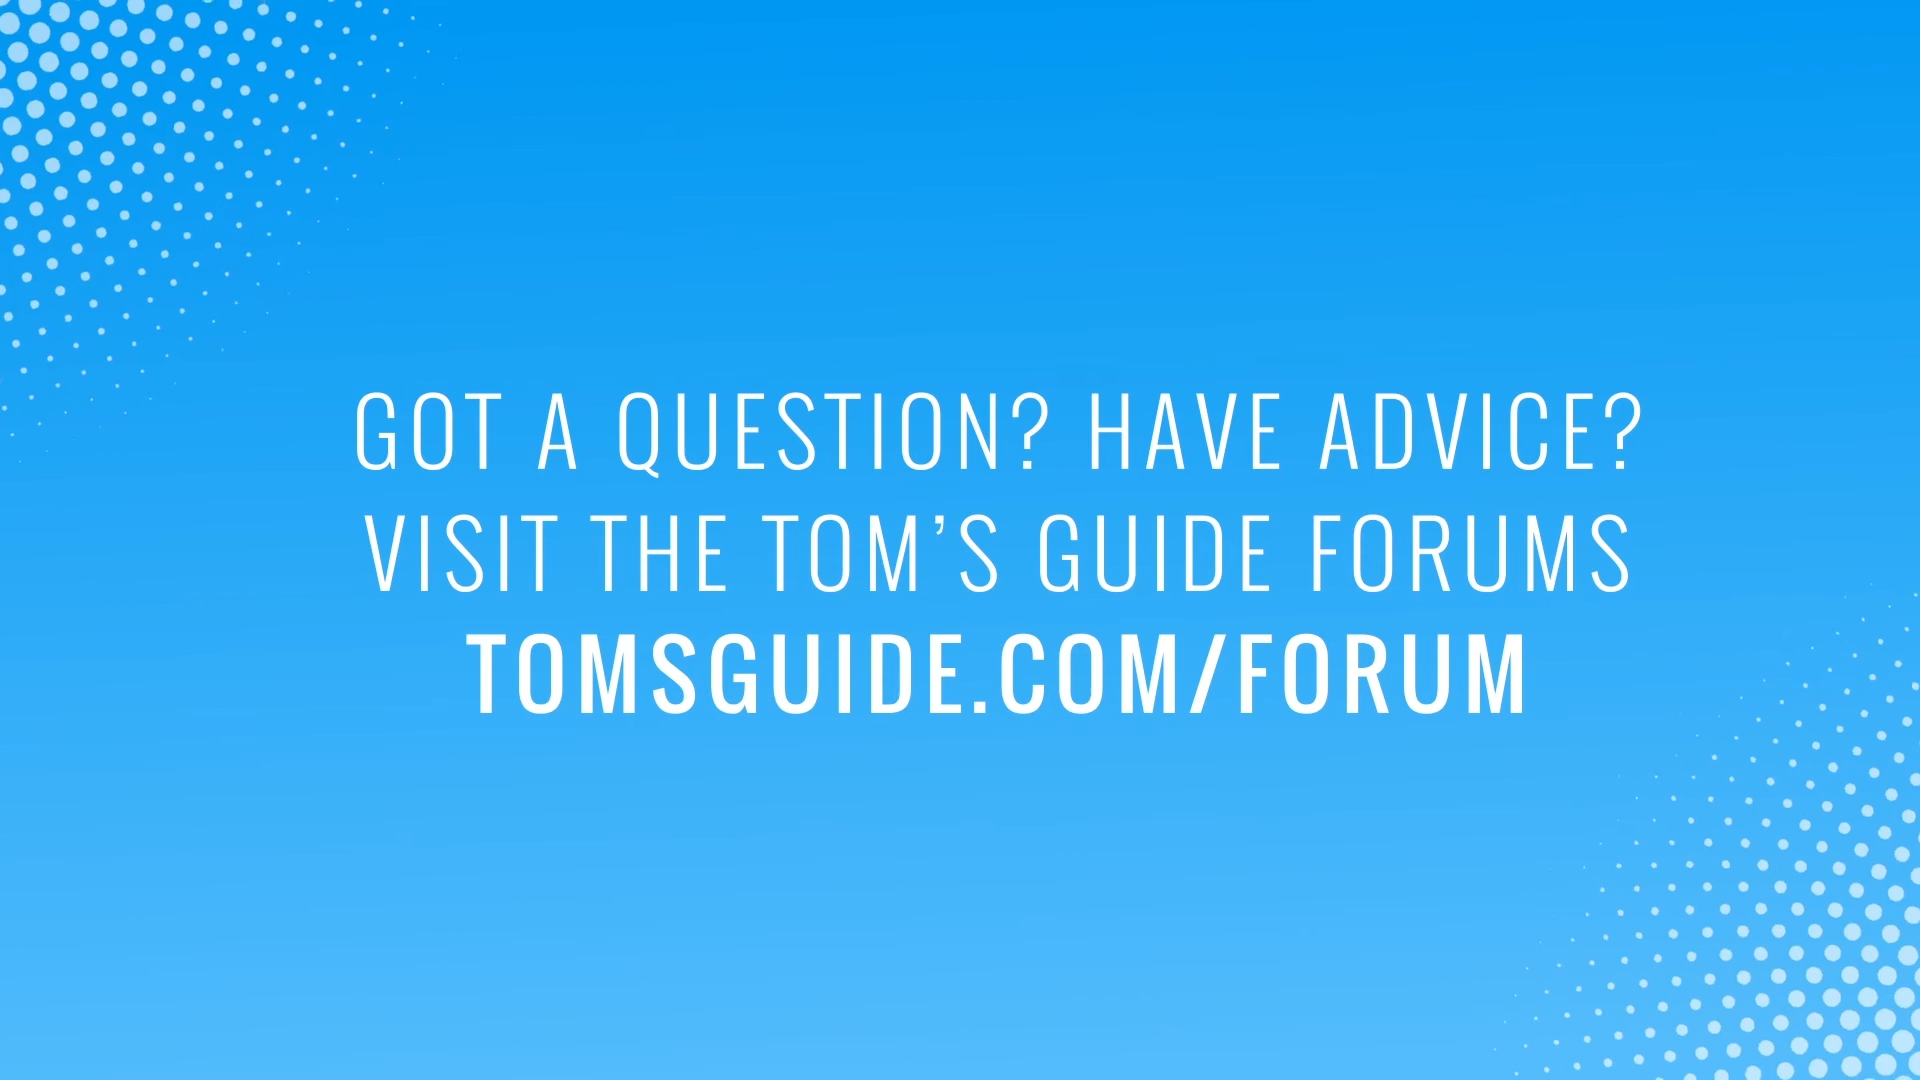 GOT A QUESTION? HAVE ADVICE?
VISIT THE TOM’S GUIDE FORUMS
TOMSGUIDE.COM/FORUM